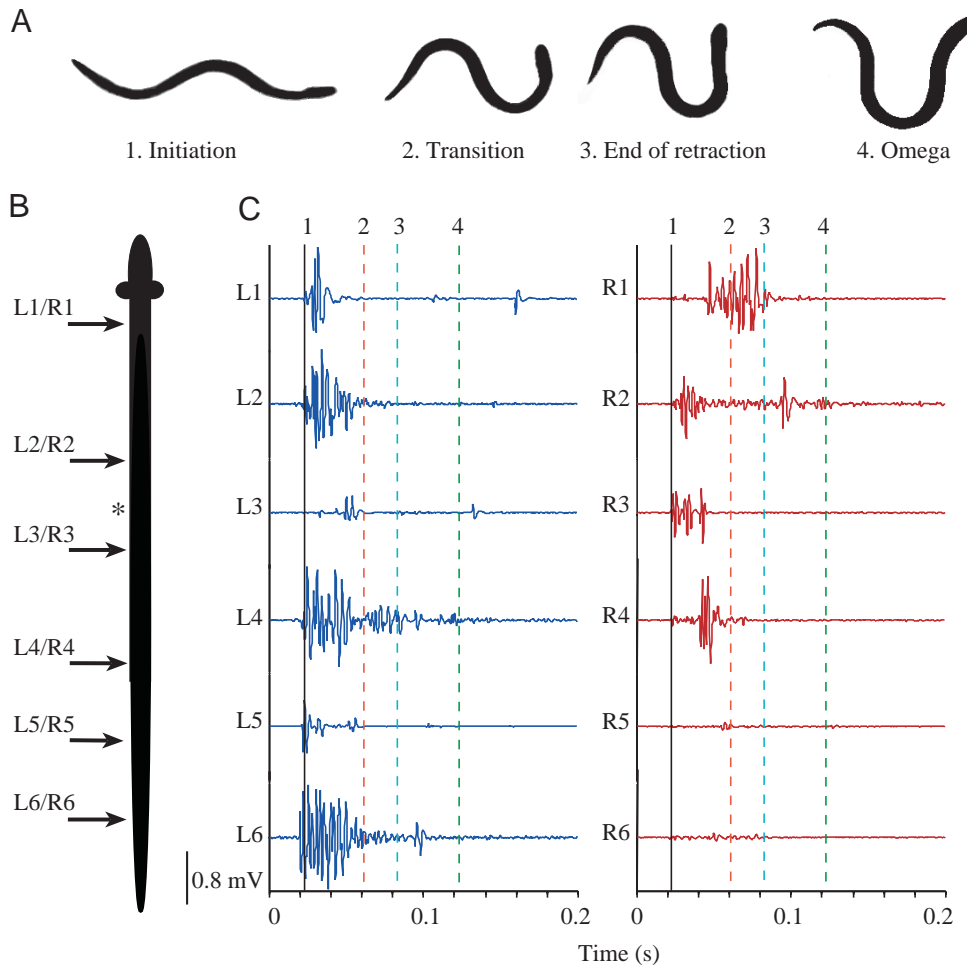 A
1. Initiation
2. Transition
3. End of retraction
4. Omega
B
L1/R1
L2/R2
*
L3/R3
L4/R4
L5/R5
L6/R6
0.8 mV
C
1 2 3 4
L1
L2
L3
L4
L5
L6
0 0.1 0.2
1 2 3 4
R1
R2
R3
R4
R5
R6
0 0.1 0.2
Time (s)